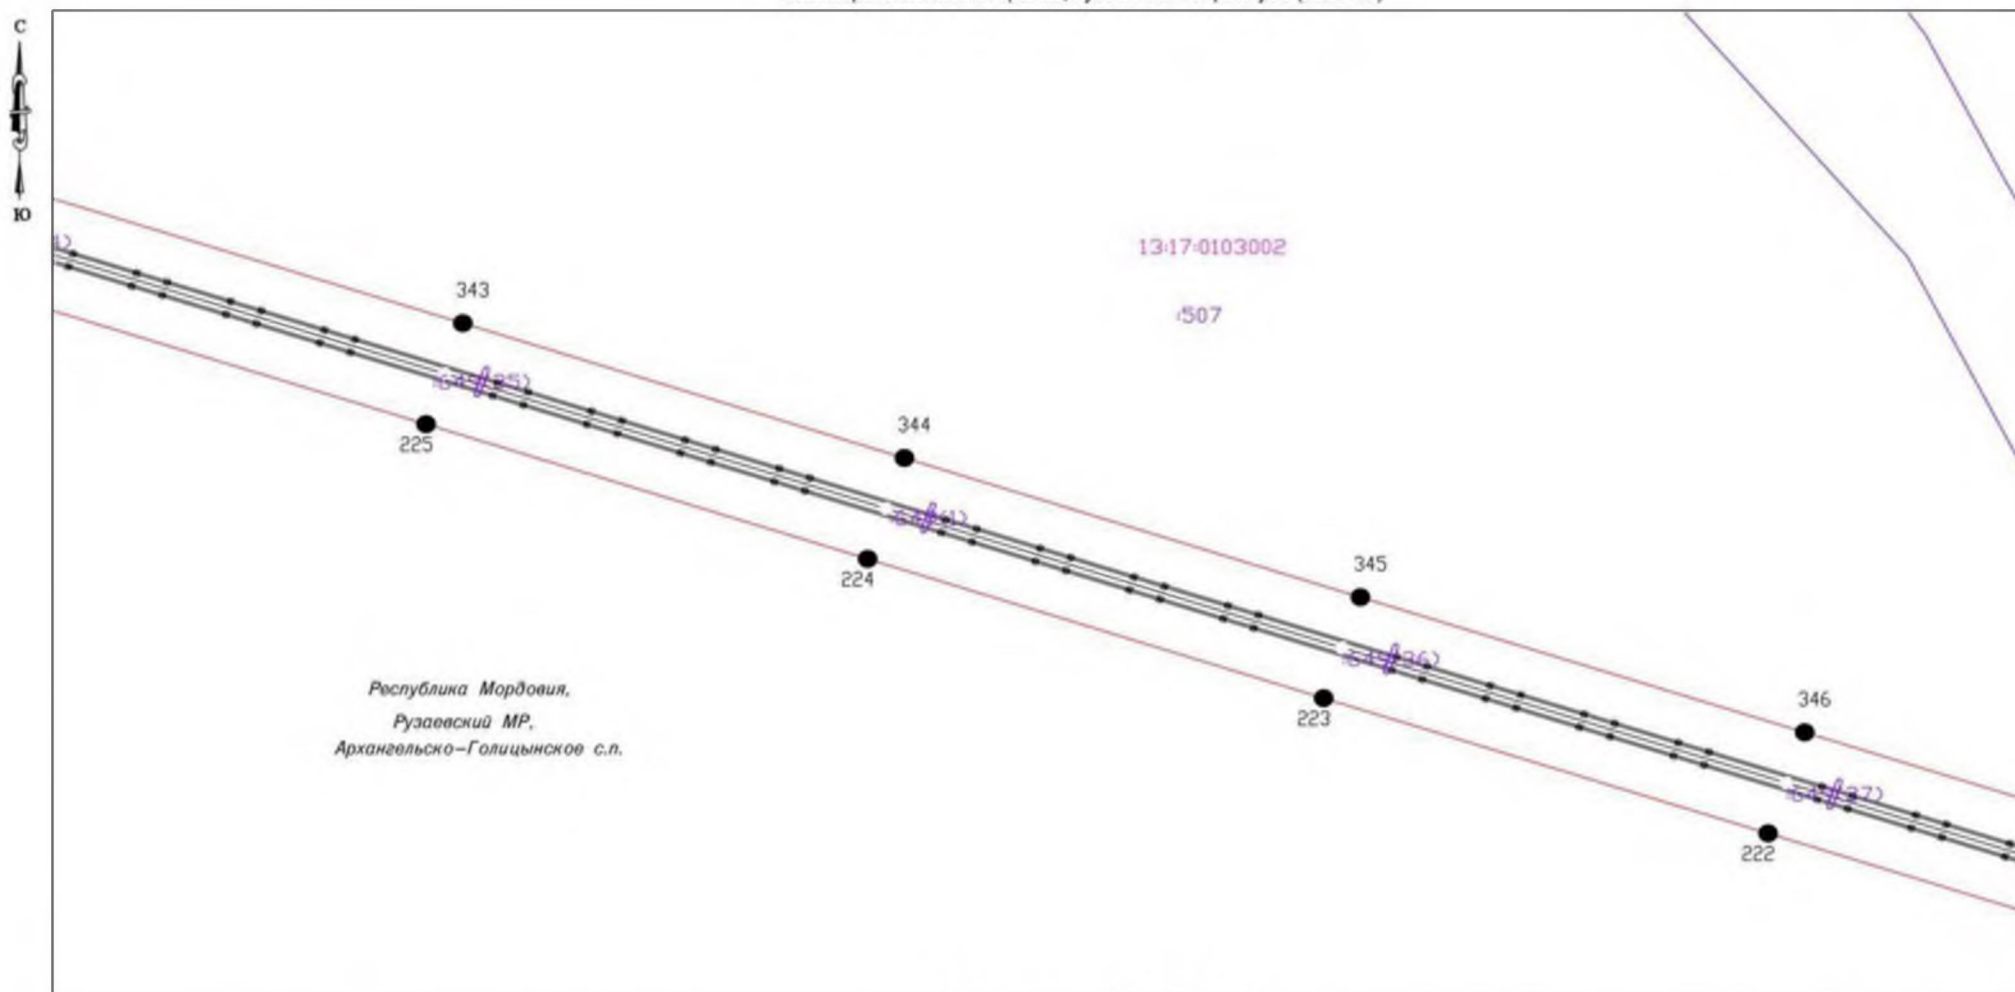 С
Ю
13:17:0103002
:507
343
225
344
224
345
223
346
222
Республика Мордовия,
Рузаевский МР,
Архангельско-Голицынское с.п.